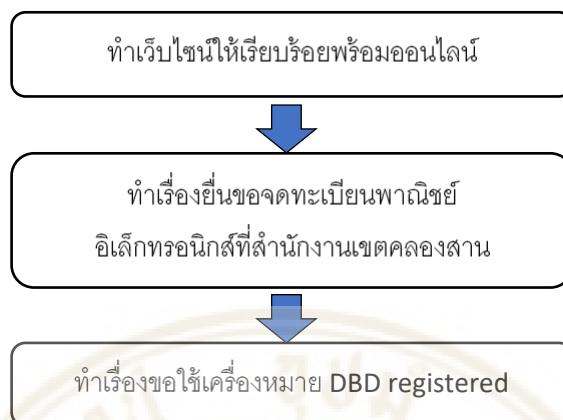 ทำเว็บไซน์ให้เรียบร้อยพร้อมออนไลน์
ทำเรื่องยื่นขอจดทะเบียนพาณิชย์
อิเล็กทรอนิกส์ที่สำนักงานเขตคลองสาน
ทำเรื่องขอใช้เครื่องหมาย DBD registered